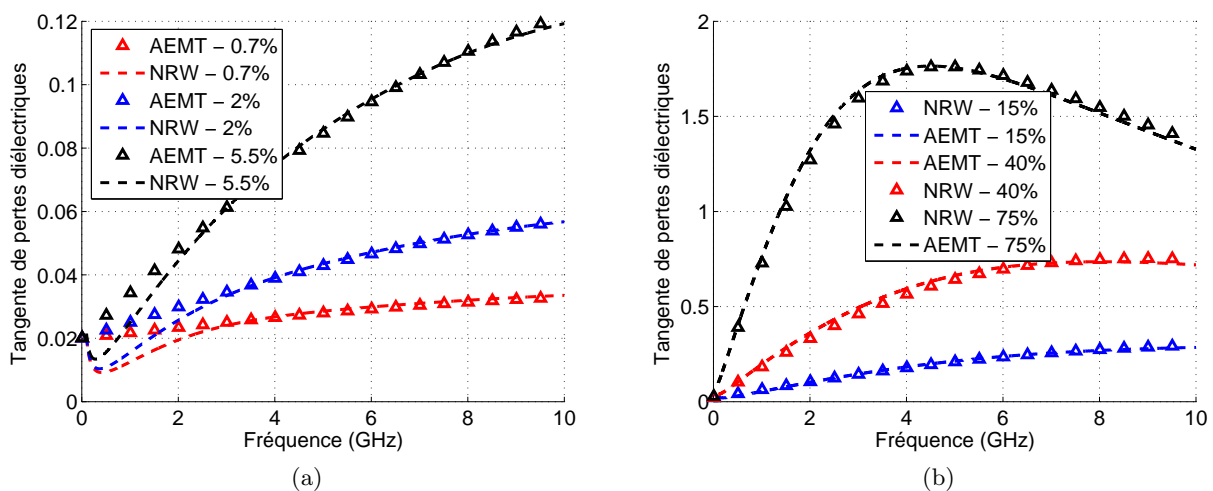 0.12
0.1
0.08
0.06
0.04
0.02
0
Tangente de pertes diélectriques
AEMT – 0.7%
NRW – 0.7%
AEMT – 2%
NRW – 2%
AEMT – 5.5%
NRW – 5.5%
0 2 4 6 8 10
Fréquence (GHz)
(a)
2
1.5
1
0.5
0
Tangente de pertes diélectriques
NRW – 15%
AEMT – 15%
AEMT – 40%
NRW – 40%
NRW – 75%
AEMT – 75%
0 2 4 6 8 10
Fréquence (GHz)
(b)